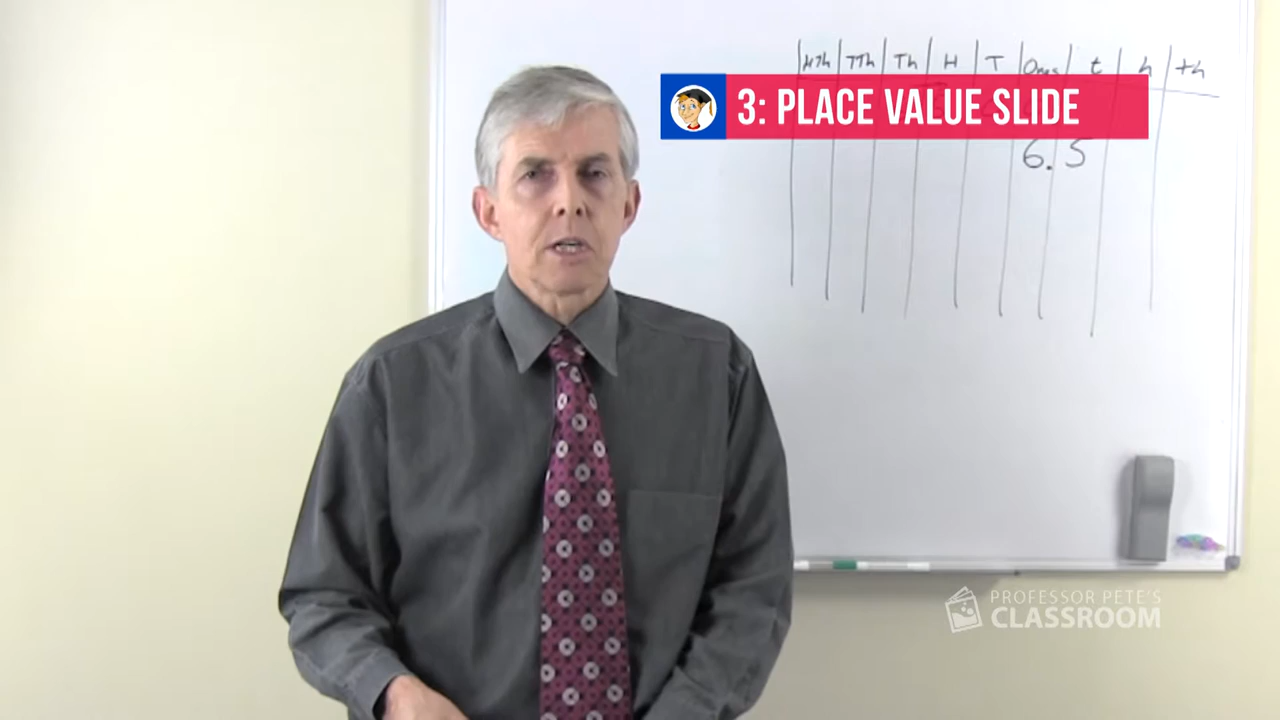 HTh TTh Th H T Ones t h th
3: PLACE VALUE SLIDE
6.5
PROFESSOR PETE'S
CLASSROOM